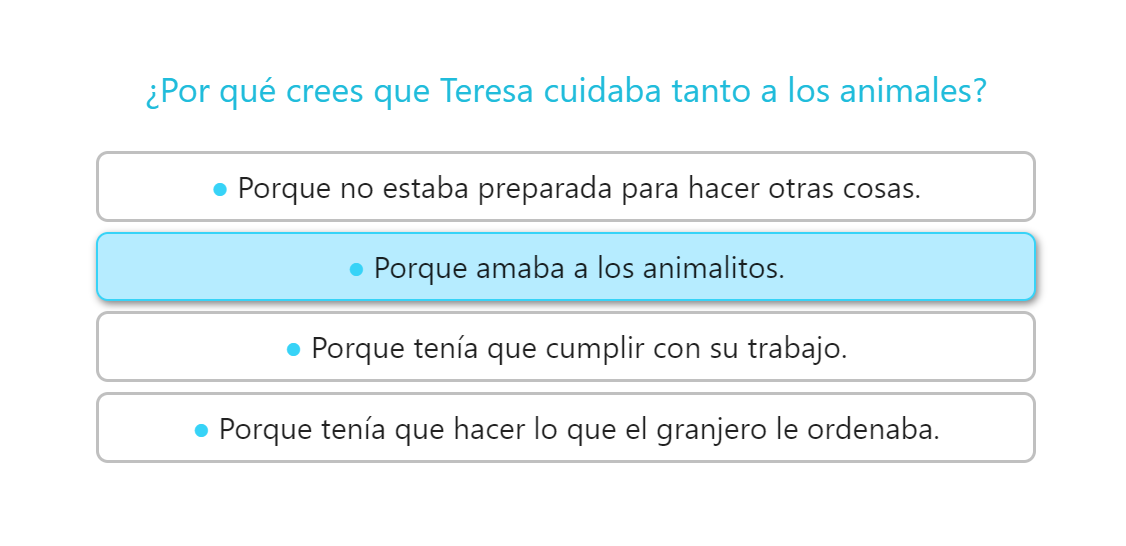 ¿Por qué crees que Teresa cuidaba tanto a los animales?
● Porque no estaba preparada para hacer otras cosas.
● Porque amaba a los animalitos.
● Porque tenía que cumplir con su trabajo.
● Porque tenía que hacer lo que el granjero le ordenaba.